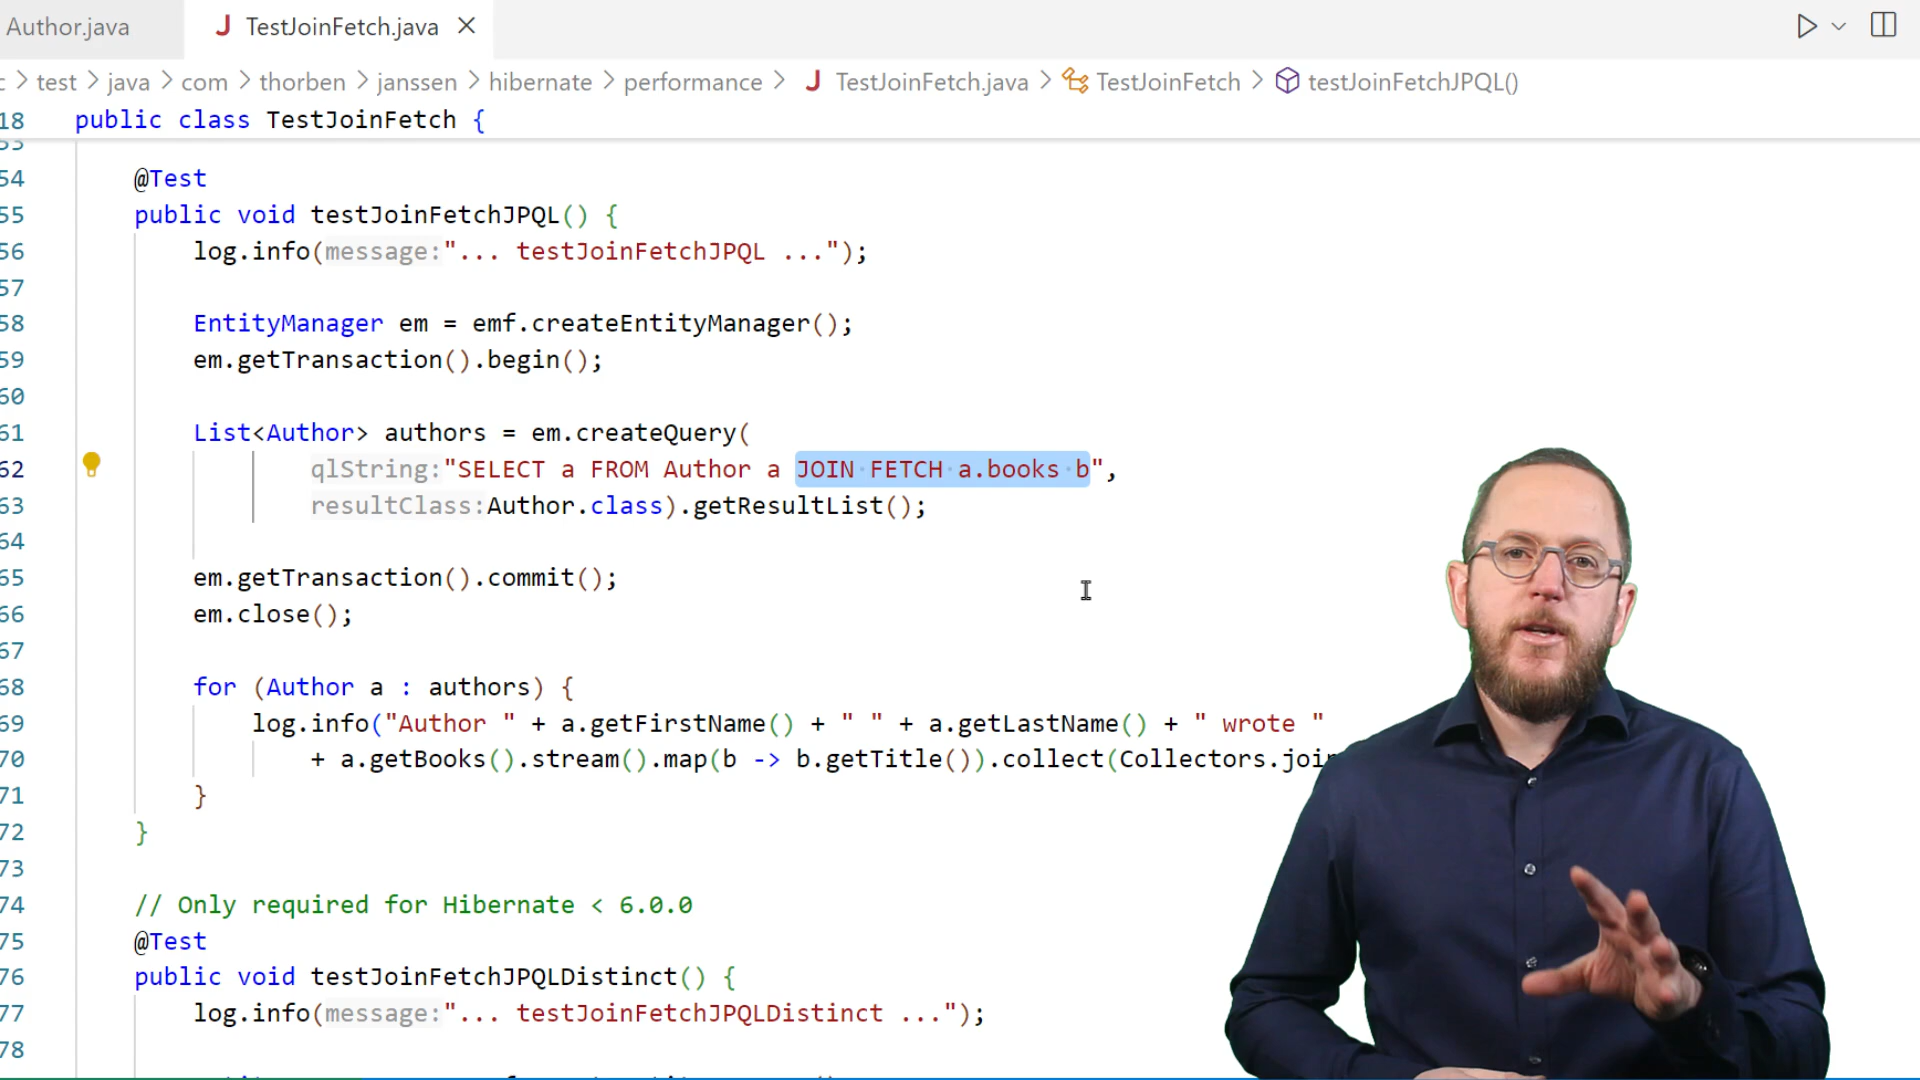 Author.java
J TestJoinFetch.java
c > test > java > com > thorben > janssen > hibernate > performance > J TestJoinFetch.java > TestJoinFetch > testJoinFetchJPQL()
18 public class TestJoinFetch {
53
54 @Test
55 public void testJoinFetchJPQL() {
56 log.info(message:"... testJoinFetchJPQL ...");
57
58 EntityManager em = emf.createEntityManager();
59 em.getTransaction().begin();
60
61 List<Author> authors = em.createQuery(
62 qlString:"SELECT a FROM Author a JOIN FETCH a.books b",
63 resultClass:Author.class).getResultList();
64
65 em.getTransaction().commit();
66 em.close();
67
68 for (Author a : authors) {
69 log.info("Author " + a.getFirstName() + " " + a.getLastName() + " wrote "
70 + a.getBooks().stream().map(b -> b.getTitle()).collect(Collectors.join
71 }
72 }
73
74 // Only required for Hibernate < 6.0.0
75 @Test
76 public void testJoinFetchJPQLDistinct() {
77 log.info(message:"... testJoinFetchJPQLDistinct ...");
78